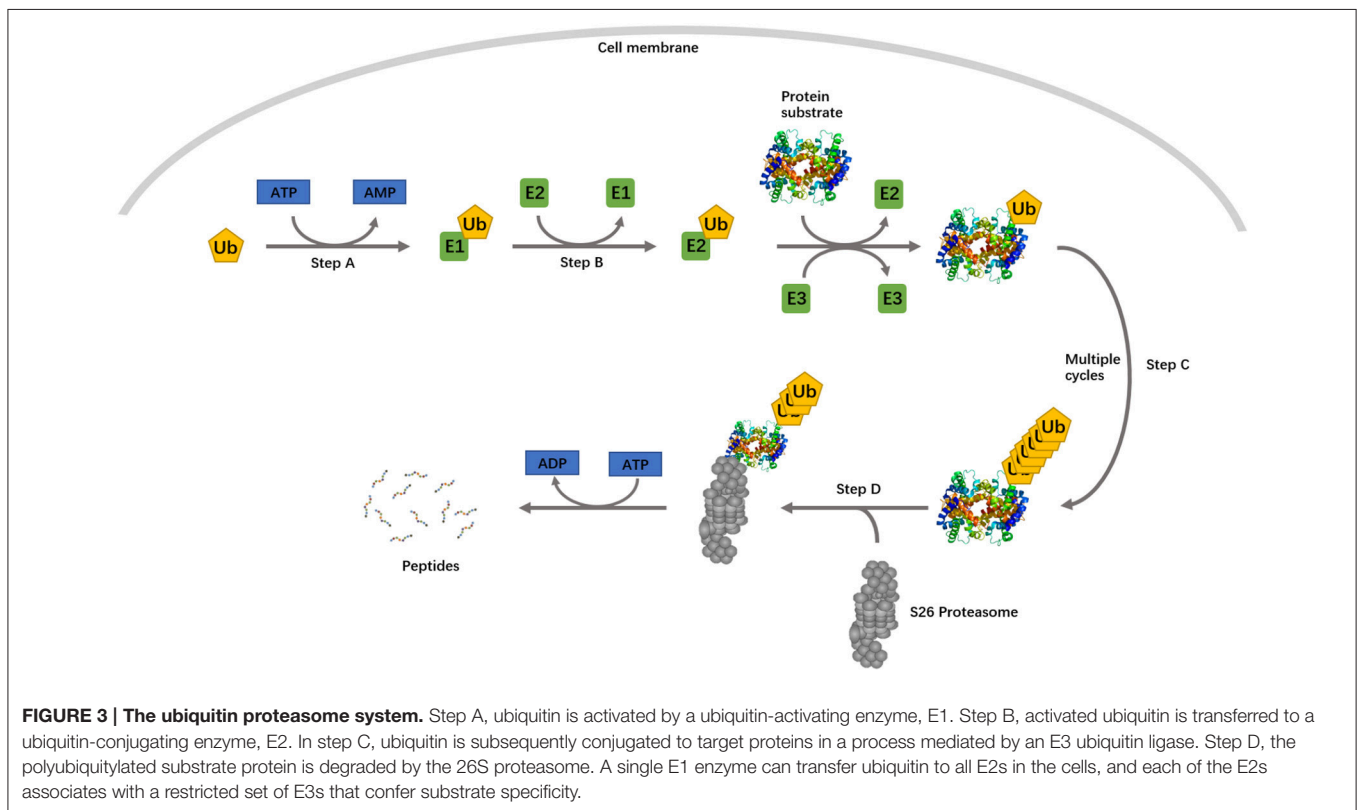 Cell membrane
Protein
substrate
ATP
AMP
E2
E1
E2
Ub
Ub
Ub
Ub
E1
E2
Step A
Step B
E3
E3
Multiple
cycles
Step C
Ub
Ub
Ub
Ub
ADP
ATP
Step D
Peptides
S26 Proteasome
FIGURE 3 | The ubiquitin proteasome system. Step A, ubiquitin is activated by a ubiquitin-activating enzyme, E1. Step B, activated ubiquitin is transferred to a
ubiquitin-conjugating enzyme, E2. In step C, ubiquitin is subsequently conjugated to target proteins in a process mediated by an E3 ubiquitin ligase. Step D, the
polyubiquitylated substrate protein is degraded by the 26S proteasome. A single E1 enzyme can transfer ubiquitin to all E2s in the cells, and each of the E2s
associates with a restricted set of E3s that confer substrate specificity.